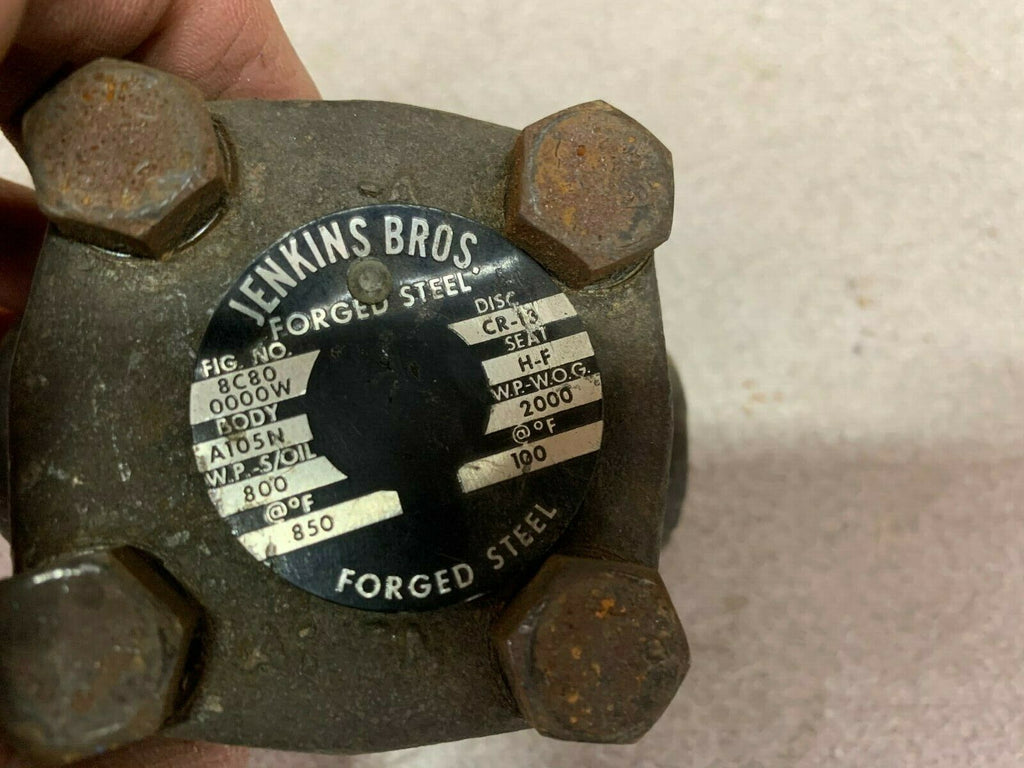 JENKINS BROS.
FORGED STEEL
FIG. NO.
8C80
0000W
BODY
A105N
W.P.-S/OIL
800
@°F
850
DISC
CR-13
SEAT
H-F
W.P.-W.O.G.
2000
@°F
100
FORGED STEEL